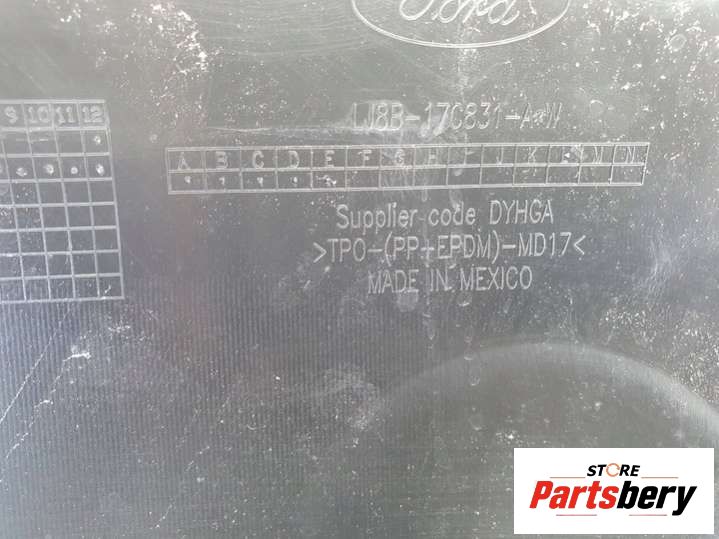 Ford
LJ8B-17C831-A W
9 10 11 12
A B C D E F G H I J K L M N
Supplier code DYHGA
>TPO-(PP+EPDM)-MD17<
MADE IN MEXICO
STORE
Partsbery